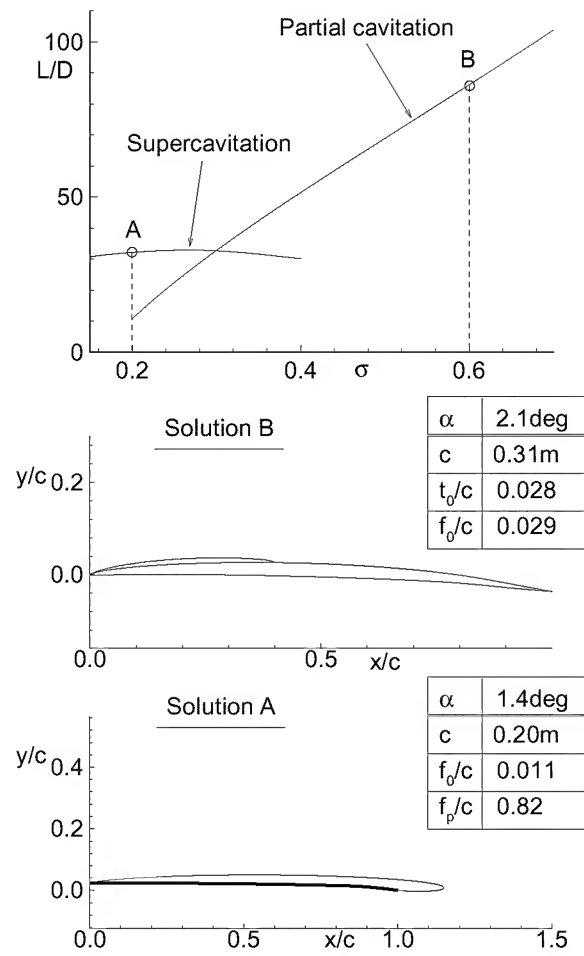 100
L/D
Partial cavitation
B
Supercavitation
50
A
0
0.2
0.4
σ
0.6
Solution B
α 2.1deg
c 0.31m
t₀/c 0.028
f₀/c 0.029
y/c
0.2
0.0
0.0
0.5
x/c
Solution A
α 1.4deg
c 0.20m
f₀/c 0.011
fₚ/c 0.82
y/c
0.4
0.2
0.0
0.0
0.5
x/c
1.0
1.5